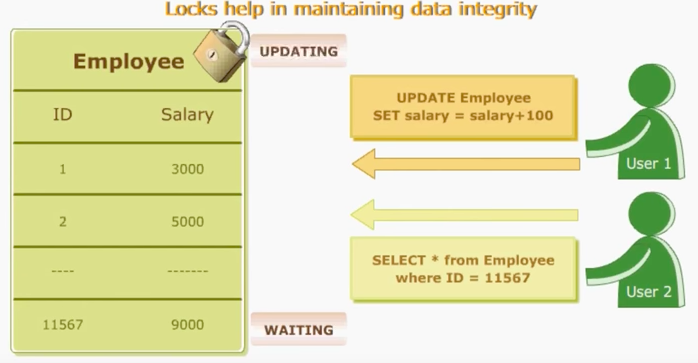 Locks help in maintaining data integrity
Employee
UPDATING
ID Salary
1 3000
2 5000
---- -------
11567 9000
WAITING
UPDATE Employee
SET salary = salary+100
User 1
SELECT * from Employee
where ID = 11567
User 2